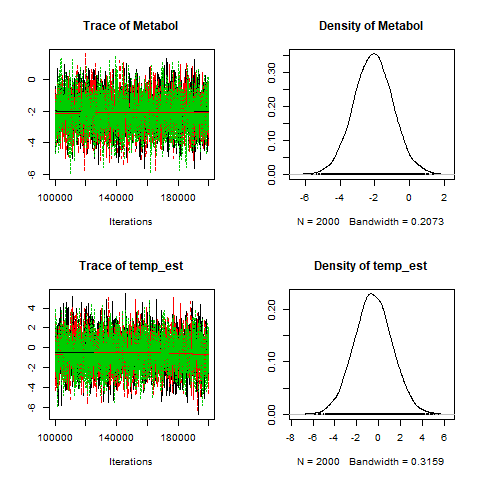 Trace of Metabol
0
-2
-4
-6
100000 140000 180000
Iterations
Density of Metabol
0.30
0.20
0.10
0.00
-6 -4 -2 0 2
N = 2000 Bandwidth = 0.2073
Trace of temp_est
4
2
0
-2
-4
-6
100000 140000 180000
Iterations
Density of temp_est
0.20
0.10
0.00
-8 -6 -4 -2 0 2 4 6
N = 2000 Bandwidth = 0.3159